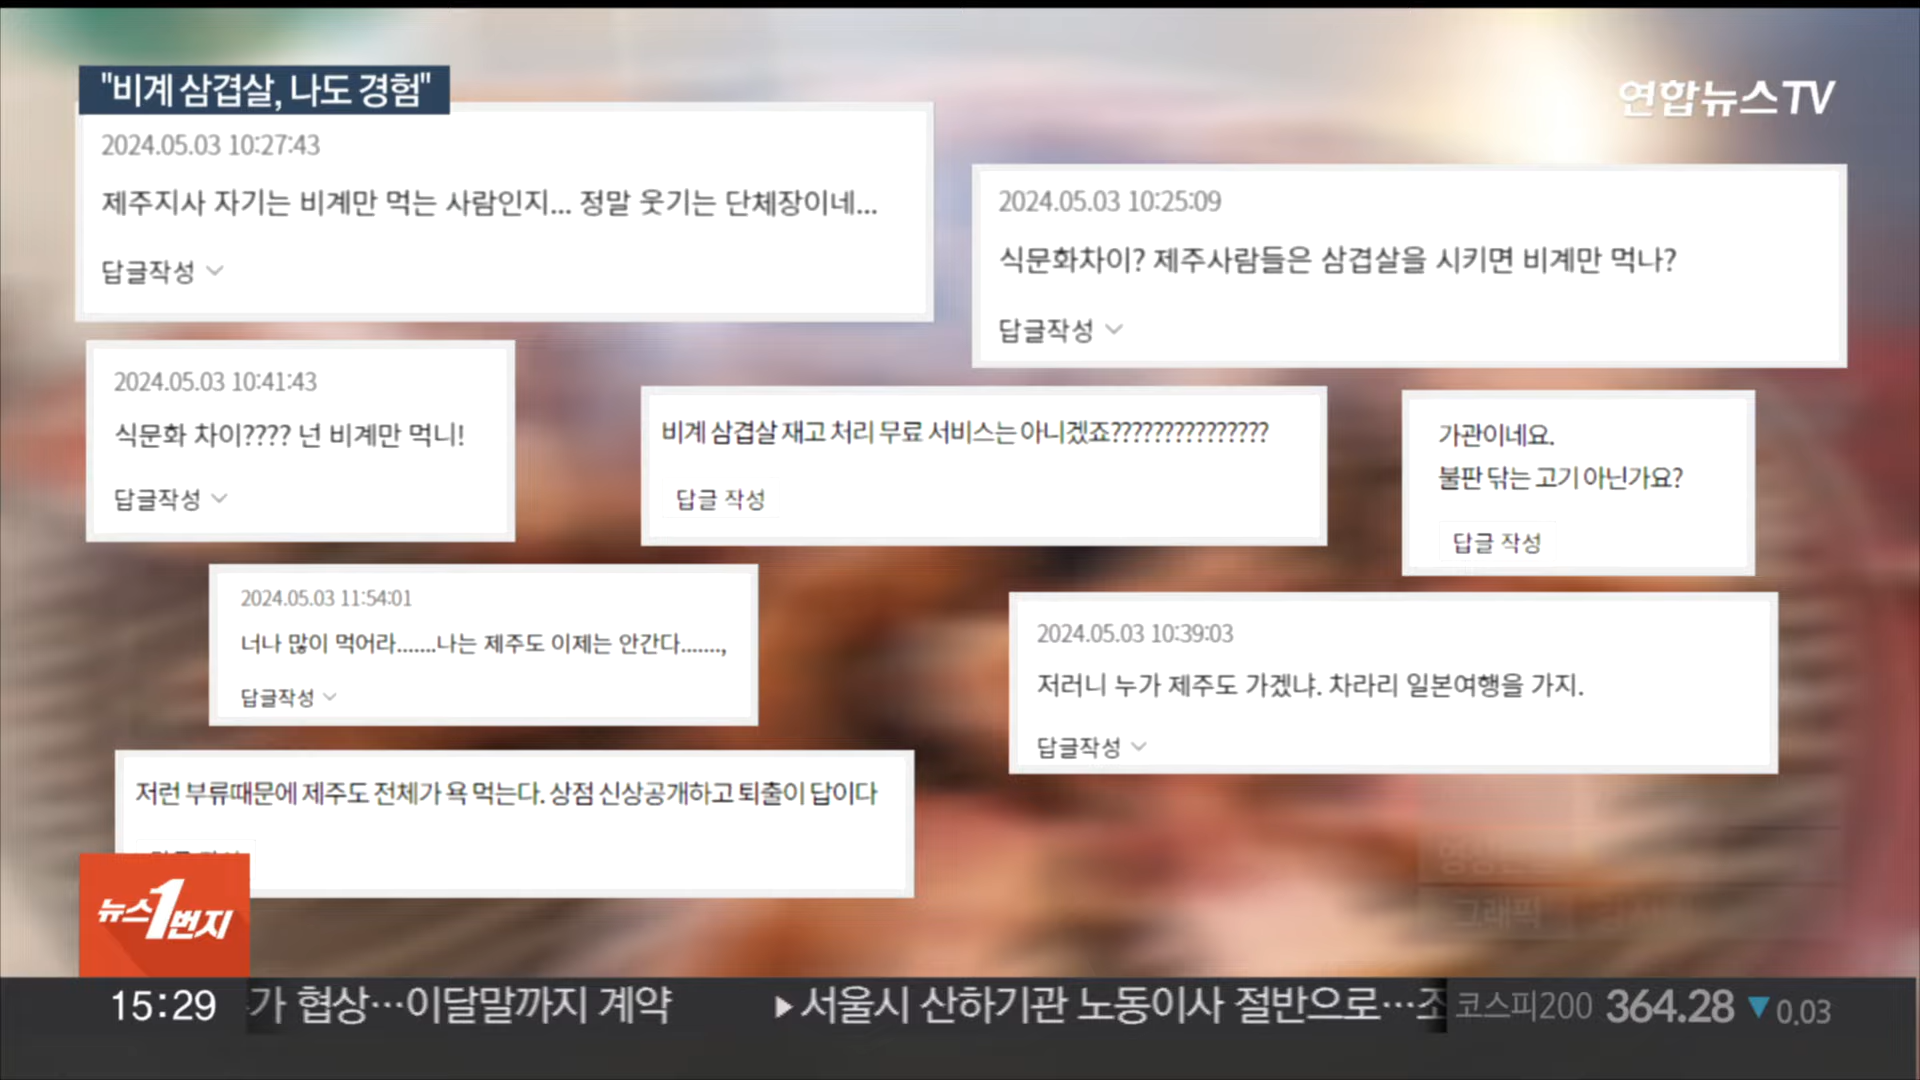 "비계 삼겹살, 나도 경험"
연합뉴스TV
2024.05.03 10:27:43
제주지사 자기는 비계만 먹는 사람인지... 정말 웃기는 단체장이네...
답글작성
2024.05.03 10:25:09
식문화차이? 제주사람들은 삼겹살을 시키면 비계만 먹나?
답글작성
2024.05.03 10:41:43
식문화 차이???? 넌 비계만 먹니!
답글작성
비계 삼겹살 재고 처리 무료 서비스는 아니겠죠???????????????
답글 작성
가관이네요.
불판 닦는 고기 아닌가요?
답글 작성
2024.05.03 11:54:01
너나 많이 먹어라.......나는 제주도 이제는 안간다.......,
답글작성
2024.05.03 10:39:03
저러니 누가 제주도 가겠냐. 차라리 일본여행을 가지.
답글작성
저런 부류때문에 제주도 전체가 욕 먹는다. 상점 신상공개하고 퇴출이 답이다
뉴스1번지
15:29
가 협상…이달말까지 계약
▶서울시 산하기관 노동이사 절반으로…조
코스피200 364.28 ▼0.03
그래픽